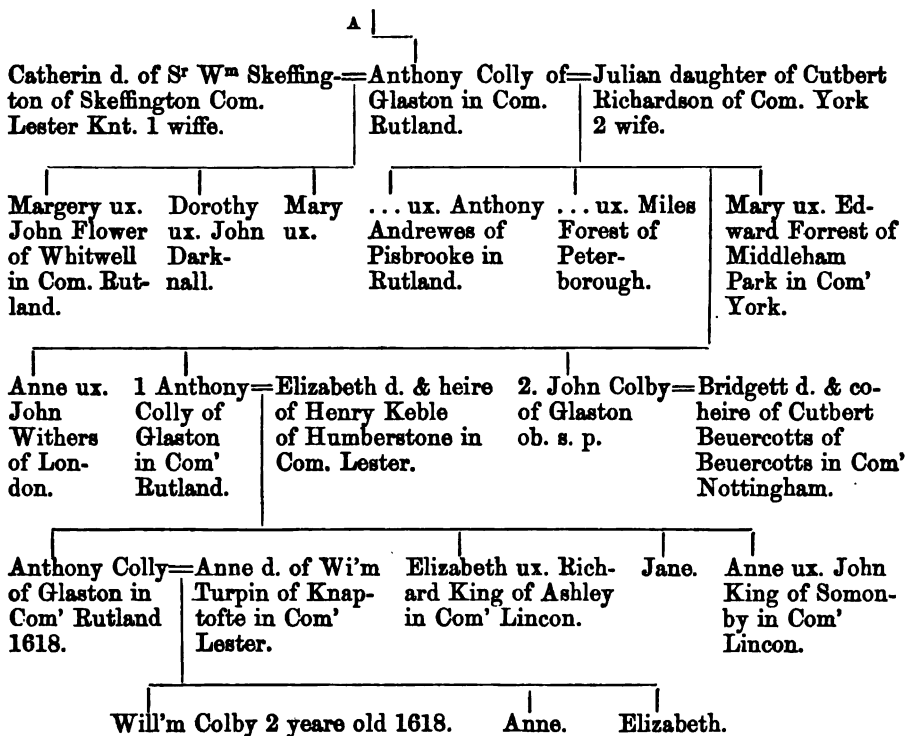 A
Catherin d. of Sʳ Wᵐ Skeffing-=Anthony Colly of=Julian daughter of Cutbert
ton of Skeffington Com. Glaston in Com. Richardson of Com. York
Lester Knt. 1 wiffe. Rutland. 2 wife.
Margery ux.
John Flower
of Whitwell
in Com. Rut-
land.
Dorothy
ux. John
Dark-
nall.
Mary
ux.
... ux. Anthony
Andrewes of
Pisbrooke in
Rutland.
... ux. Miles
Forest of
Peter-
borough.
Mary ux. Ed-
ward Forrest of
Middleham
Park in Com'
York.
Anne ux.
John
Withers
of Lon-
don.
1 Anthony=
Colly of
Glaston
in Com'
Rutland.
Elizabeth d. & heire
of Henry Keble
of Humberstone in
Com. Lester.
2. John Colby=
of Glaston
ob. s. p.
Bridgett d. & co-
heire of Cutbert
Beuercotts of
Beuercotts in Com'
Nottingham.
Anthony Colly=
of Glaston in
Com' Rutland
1618.
Anne d. of Wi'm
Turpin of Knap-
tofte in Com'
Lester.
Elizabeth ux. Rich-
ard King of Ashley
in Com' Lincon.
Jane.
Anne ux. John
King of Somon-
by in Com'
Lincon.
Will'm Colby 2 yeare old 1618. Anne. Elizabeth.